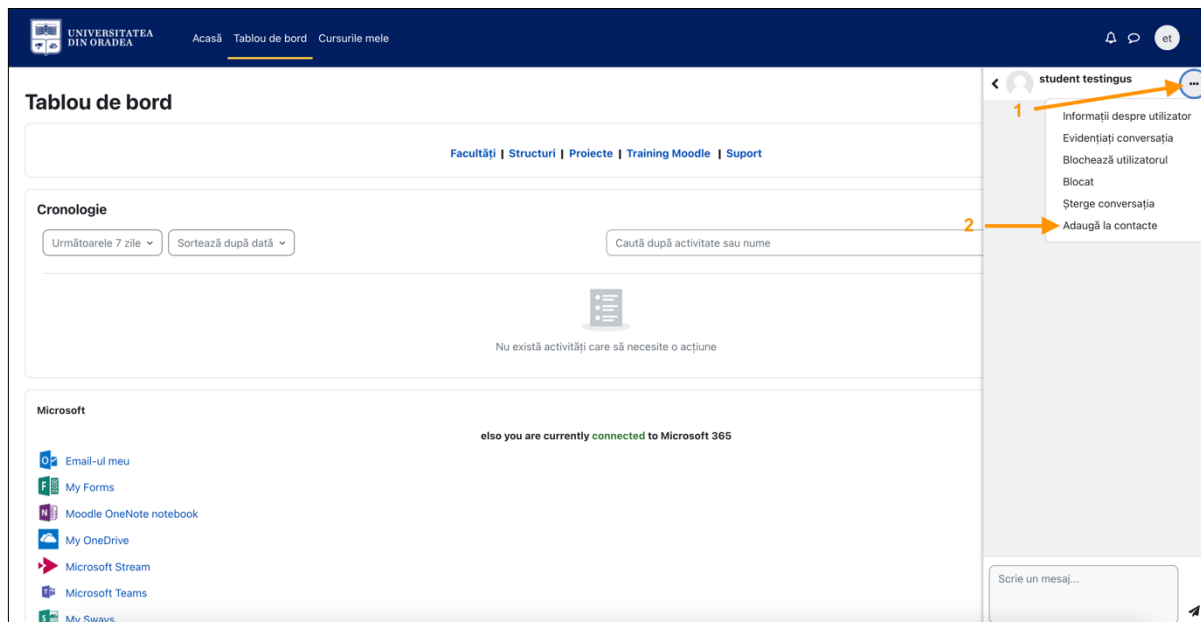 UNIVERSITATEA
DIN ORADEA
Acasă Tablou de bord Cursurile mele
et
student testingus
1
Informații despre utilizator
Evidențiați conversația
Blochează utilizatorul
Blocat
Șterge conversația
2
Adaugă la contacte
Tablou de bord
Facultăți | Structuri | Proiecte | Training Moodle | Suport
Cronologie
Următoarele 7 zile
Sortează după dată
Caută după activitate sau nume
Nu există activități care să necesite o acțiune
Microsoft
elso you are currently connected to Microsoft 365
Email-ul meu
My Forms
Moodle OneNote notebook
My OneDrive
Microsoft Stream
Microsoft Teams
My Sways
Scrie un mesaj...